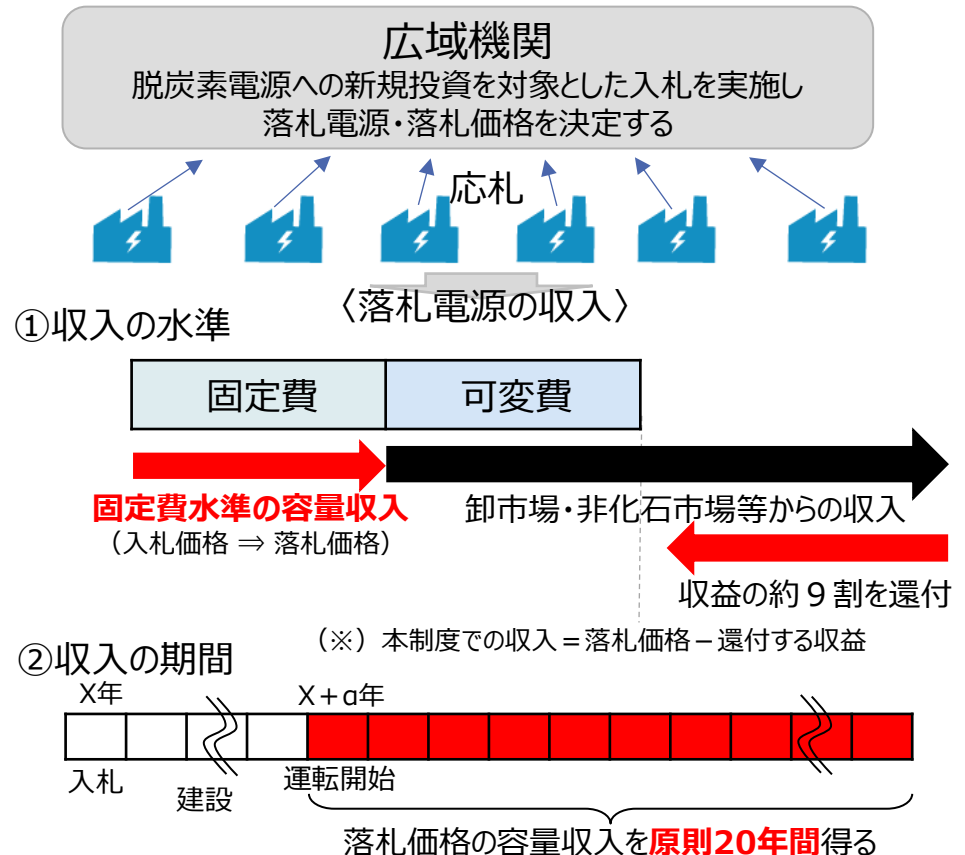 広域機関
脱炭素電源への新規投資を対象とした入札を実施し
落札電源・落札価格を決定する
応札
〈落札電源の収入〉
①収入の水準
固定費
可変費
固定費水準の容量収入
（入札価格 ⇒ 落札価格）
卸市場・非化石市場等からの収入
収益の約９割を還付
（※）本制度での収入＝落札価格－還付する収益
②収入の期間
X年
X＋α年
入札
建設
運転開始
落札価格の容量収入を原則20年間得る